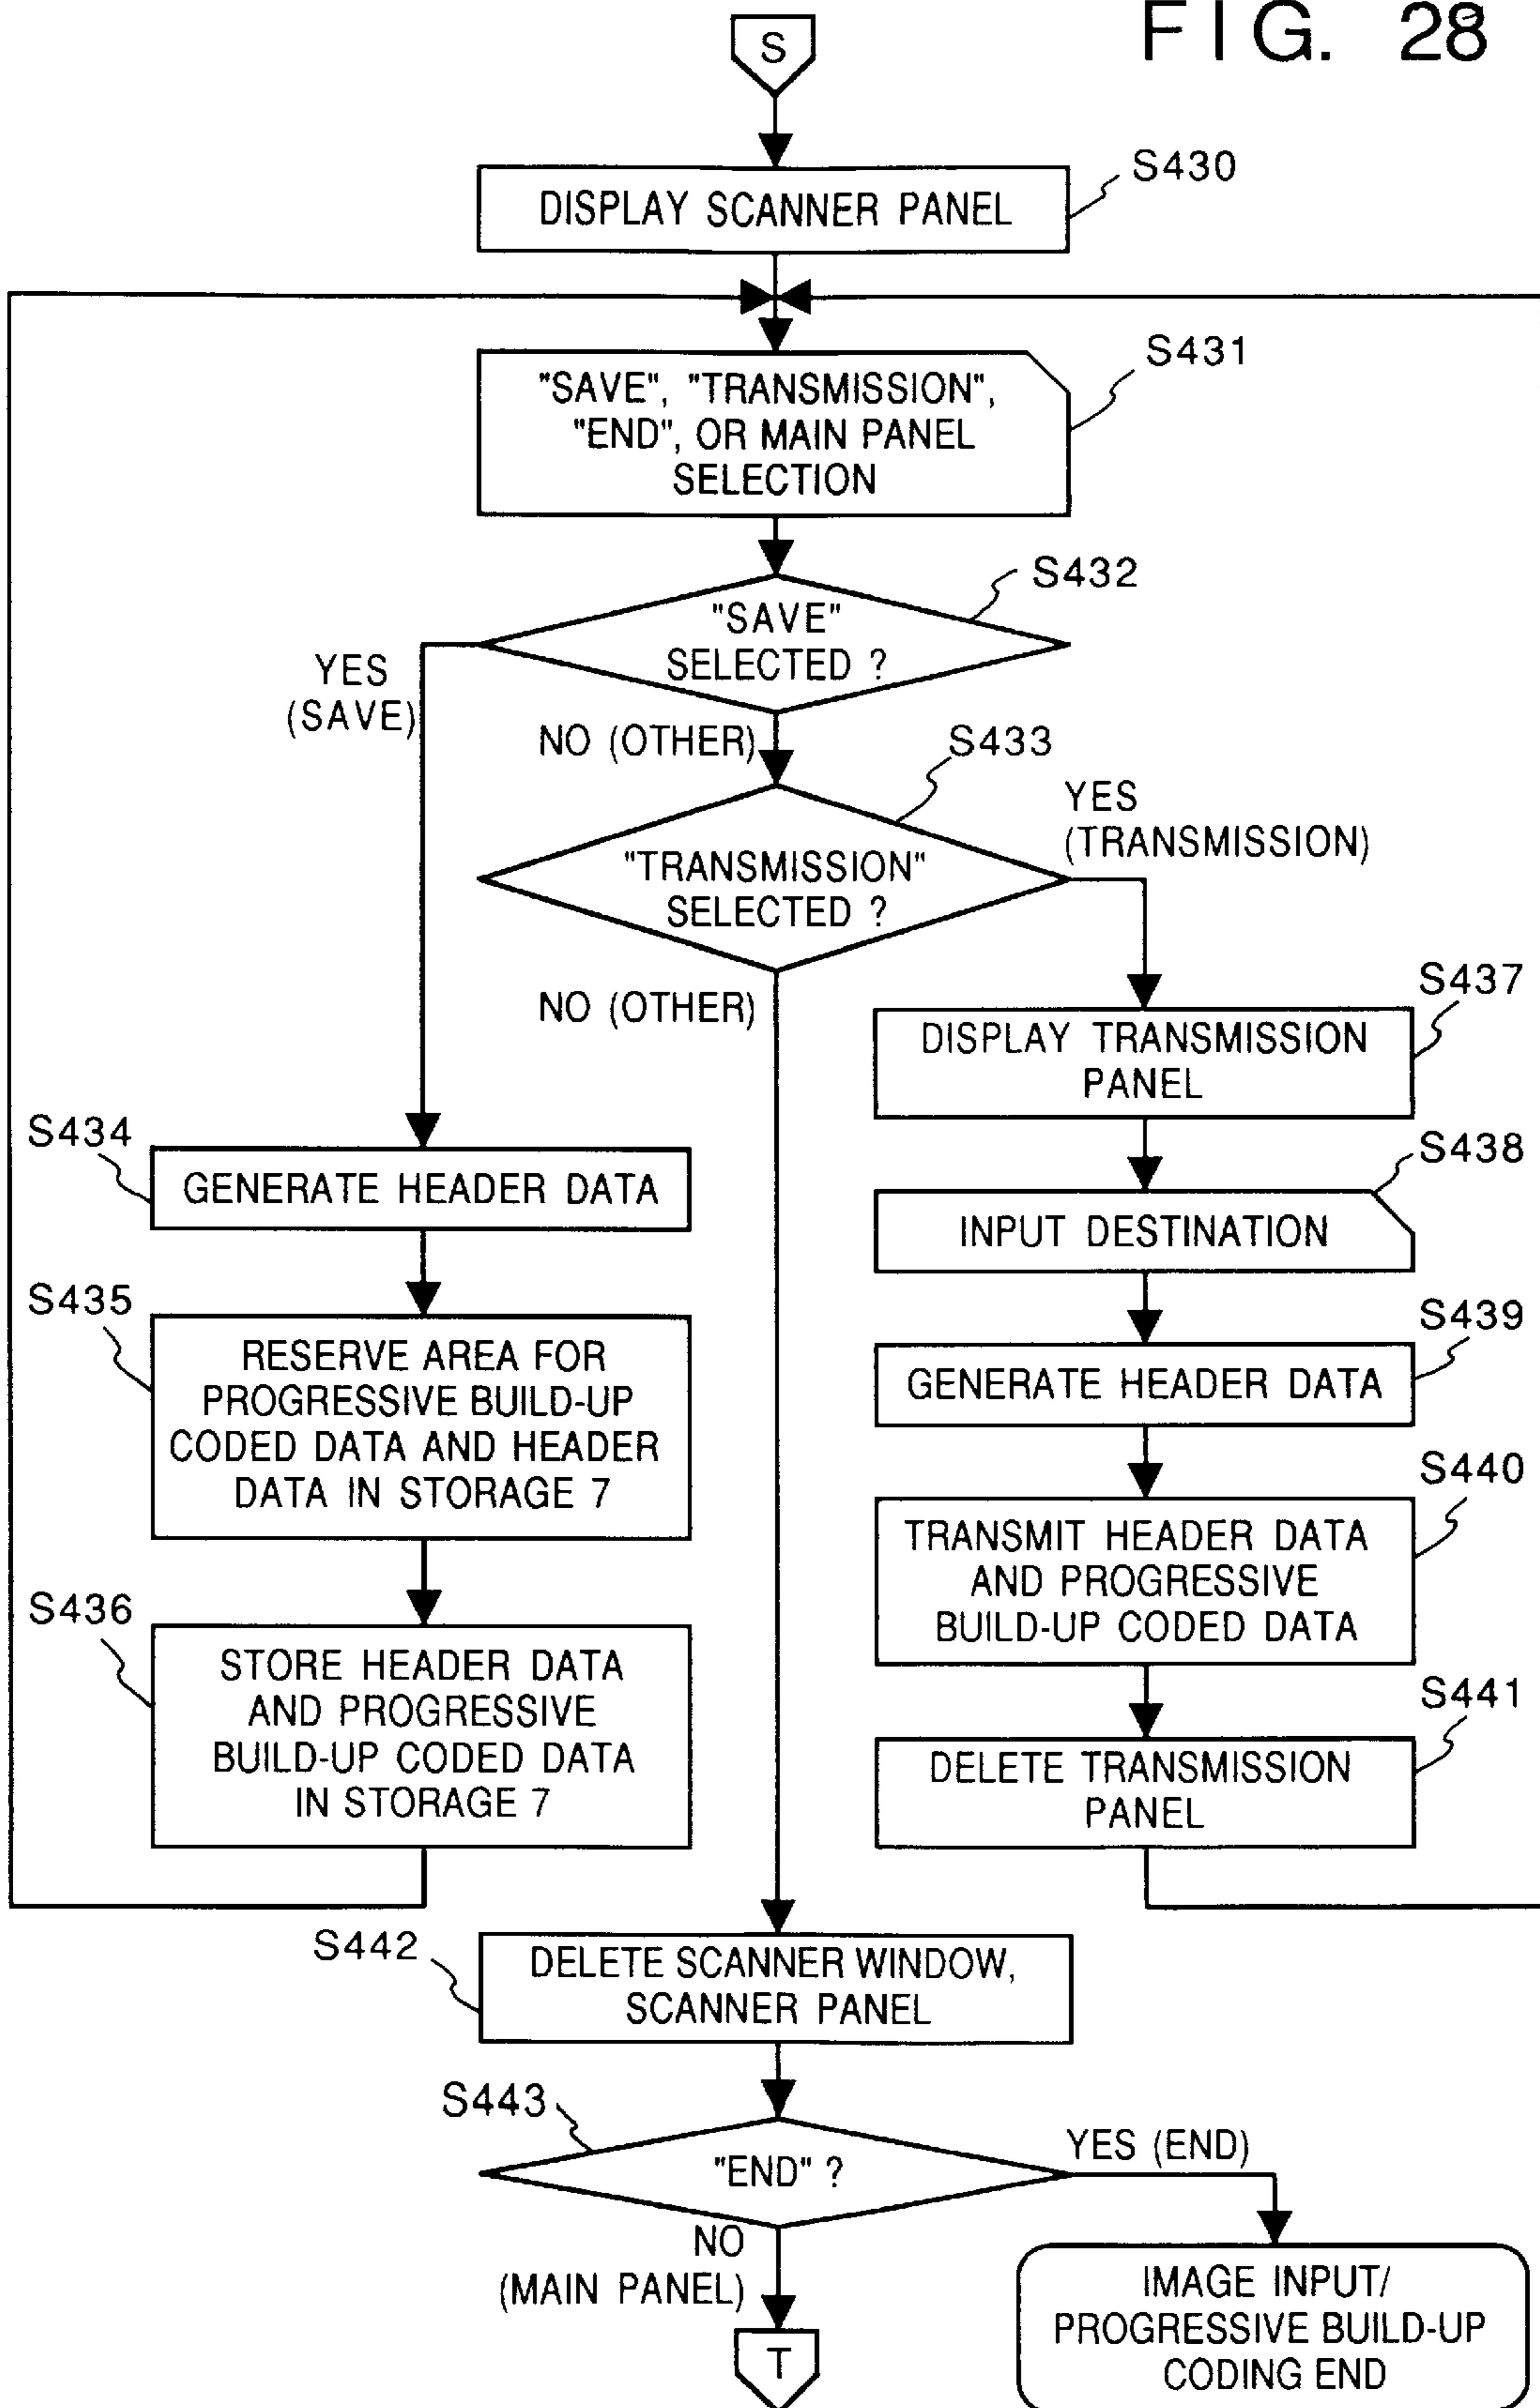 FIG. 28
S
S430
DISPLAY SCANNER PANEL
S431
"SAVE", "TRANSMISSION",
"END", OR MAIN PANEL
SELECTION
S432
"SAVE"
SELECTED ?
YES
(SAVE)
NO (OTHER)
S433
YES
(TRANSMISSION)
"TRANSMISSION"
SELECTED ?
NO (OTHER)
S437
DISPLAY TRANSMISSION
PANEL
S434
GENERATE HEADER DATA
S438
INPUT DESTINATION
S435
RESERVE AREA FOR
PROGRESSIVE BUILD-UP
CODED DATA AND HEADER
DATA IN STORAGE 7
S439
GENERATE HEADER DATA
S440
TRANSMIT HEADER DATA
AND PROGRESSIVE
BUILD-UP CODED DATA
S436
STORE HEADER DATA
AND PROGRESSIVE
BUILD-UP CODED DATA
IN STORAGE 7
S441
DELETE TRANSMISSION
PANEL
S442
DELETE SCANNER WINDOW,
SCANNER PANEL
S443
"END" ?
YES (END)
NO
(MAIN PANEL)
T
IMAGE INPUT/
PROGRESSIVE BUILD-UP
CODING END